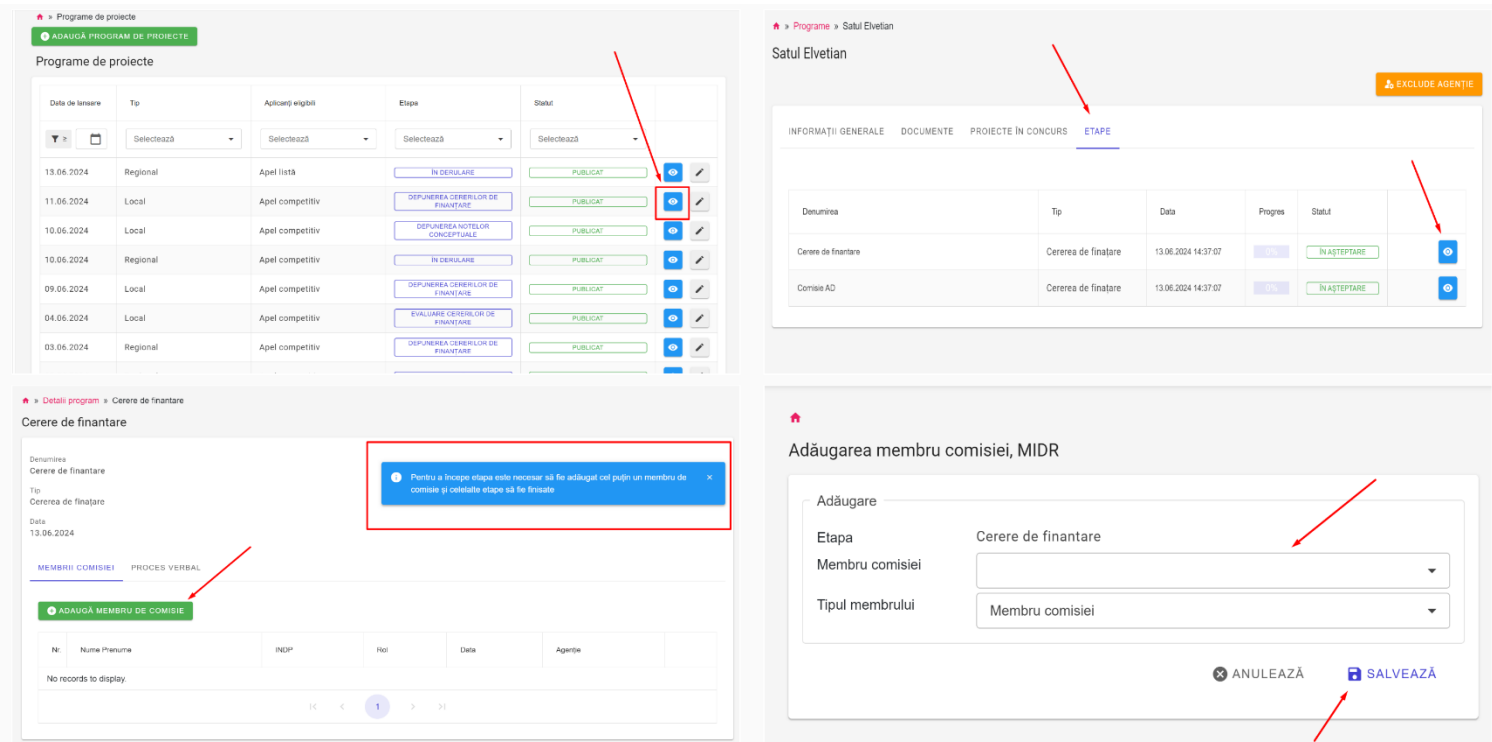 » Programe de proiecte
ADAUGĂ PROGRAM DE PROIECTE
Programe de proiecte
Data de lansare Tip Aplicanți eligibili Etapa Statut
Selectează Selectează Selectează Selectează
13.06.2024 Regional Apel listă ÎN DERULARE PUBLICAT
11.06.2024 Local Apel competitiv DEPUNEREA CERERILOR DE FINANȚARE PUBLICAT
10.06.2024 Local Apel competitiv DEPUNEREA NOTELOR CONCEPTUALE PUBLICAT
10.06.2024 Regional Apel competitiv ÎN DERULARE PUBLICAT
09.06.2024 Local Apel competitiv DEPUNEREA CERERILOR DE FINANȚARE PUBLICAT
04.06.2024 Local Apel competitiv EVALUARE CERERILOR DE FINANȚARE PUBLICAT
03.06.2024 Regional Apel competitiv DEPUNEREA CERERILOR DE FINANȚARE PUBLICAT
» Programe » Satul Elvetian
Satul Elvetian
EXCLUDE AGENȚIE
INFORMAȚII GENERALE DOCUMENTE PROIECTE ÎN CONCURS ETAPE
Denumirea Tip Data Progres Statut
Cerere de finantare Cererea de finațare 13.06.2024 14:37:07 0% ÎN AȘTEPTARE
Comisie AD Cererea de finațare 13.06.2024 14:37:07 0% ÎN AȘTEPTARE
» Detalii program » Cerere de finantare
Cerere de finantare
Denumirea
Cerere de finantare
Tip
Cererea de finațare
Data
13.06.2024
Pentru a începe etapa este necesar să fie adăugat cel puțin un membru de
comisie și celelalte etape să fie finisate
MEMBRII COMISIEI PROCES VERBAL
ADAUGĂ MEMBRU DE COMISIE
Nr. Nume Prenume INDP Rol Data Agenție
No records to display.
1
Adăugarea membru comisiei, MIDR
Adăugare
Etapa Cerere de finantare
Membru comisiei
Tipul membrului Membru comisiei
ANULEAZĂ SALVEAZĂ